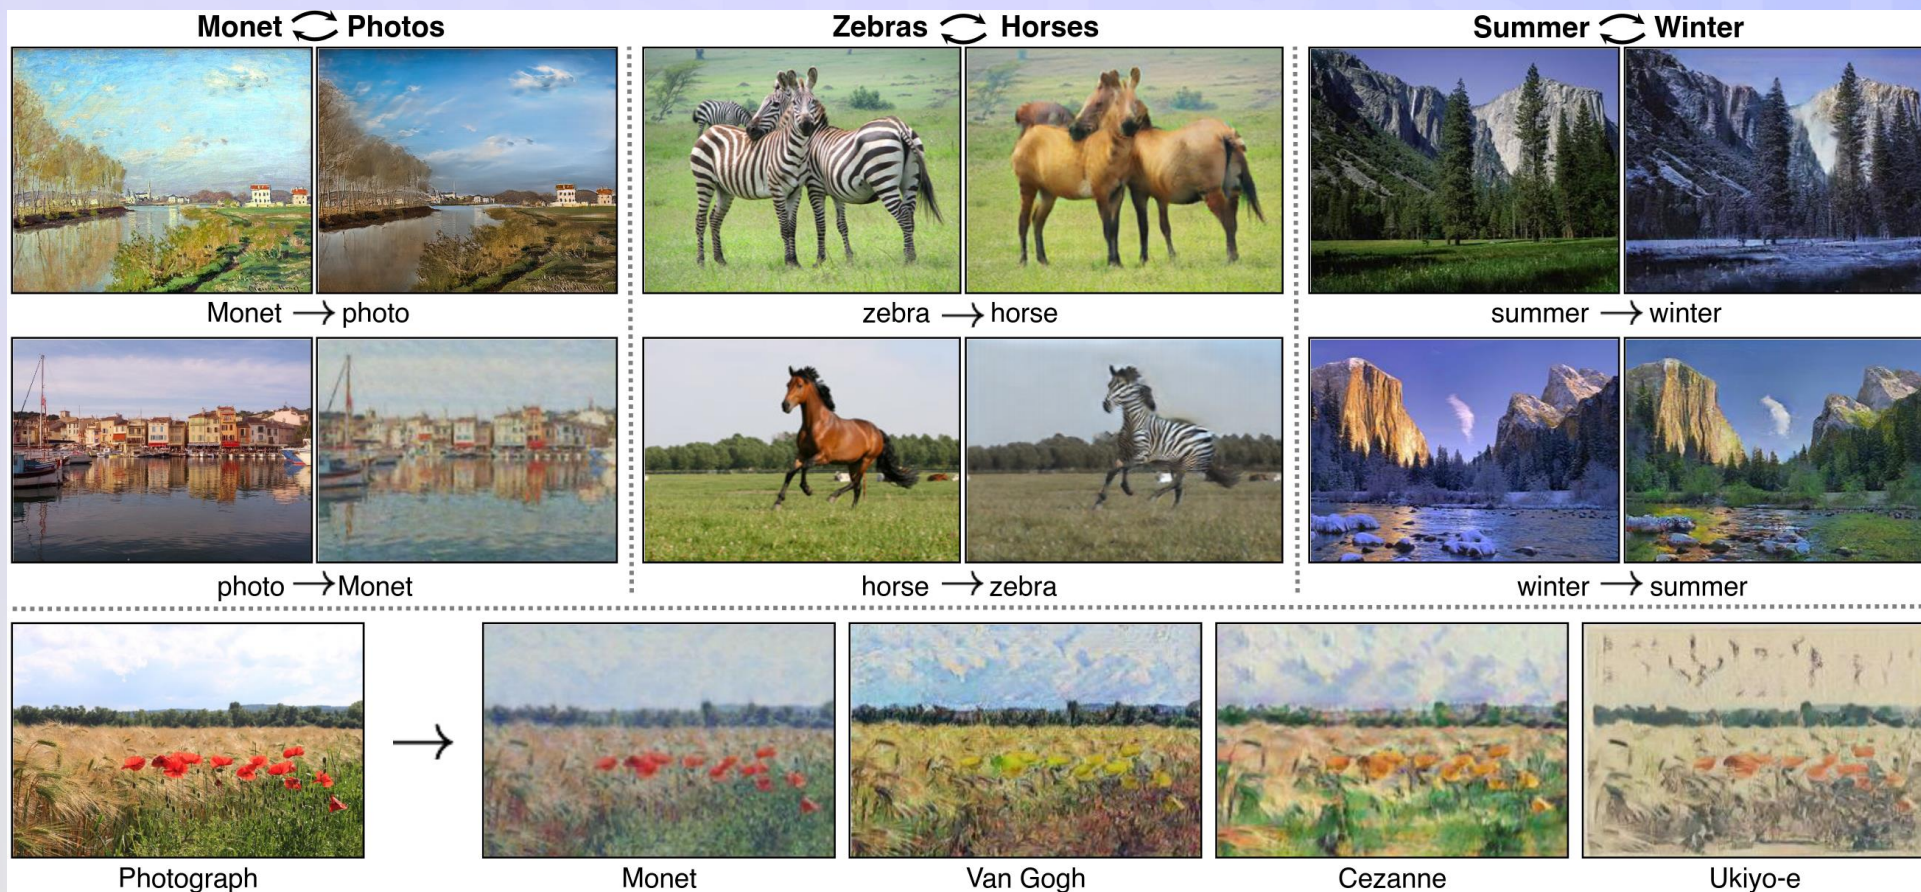 Monet Photos
Zebras Horses
Summer Winter
Monet → photo
zebra → horse
summer → winter
photo → Monet
horse → zebra
winter → summer
→
Photograph
Monet
Van Gogh
Cezanne
Ukiyo-e